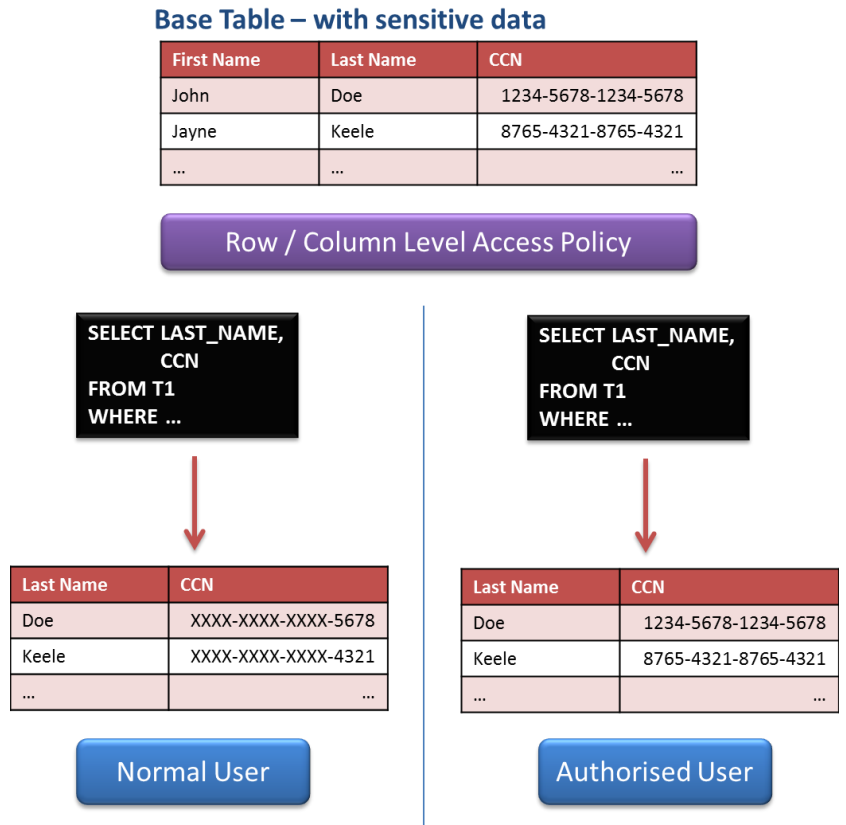 Base Table – with sensitive data
First Name Last Name CCN
John Doe 1234-5678-1234-5678
Jayne Keele 8765-4321-8765-4321
... ... ...
Row / Column Level Access Policy
SELECT LAST_NAME,
CCN
FROM T1
WHERE ...
SELECT LAST_NAME,
CCN
FROM T1
WHERE ...
Last Name CCN
Doe XXXX-XXXX-XXXX-5678
Keele XXXX-XXXX-XXXX-4321
... ...
Normal User
Last Name CCN
Doe 1234-5678-1234-5678
Keele 8765-4321-8765-4321
... ...
Authorised User